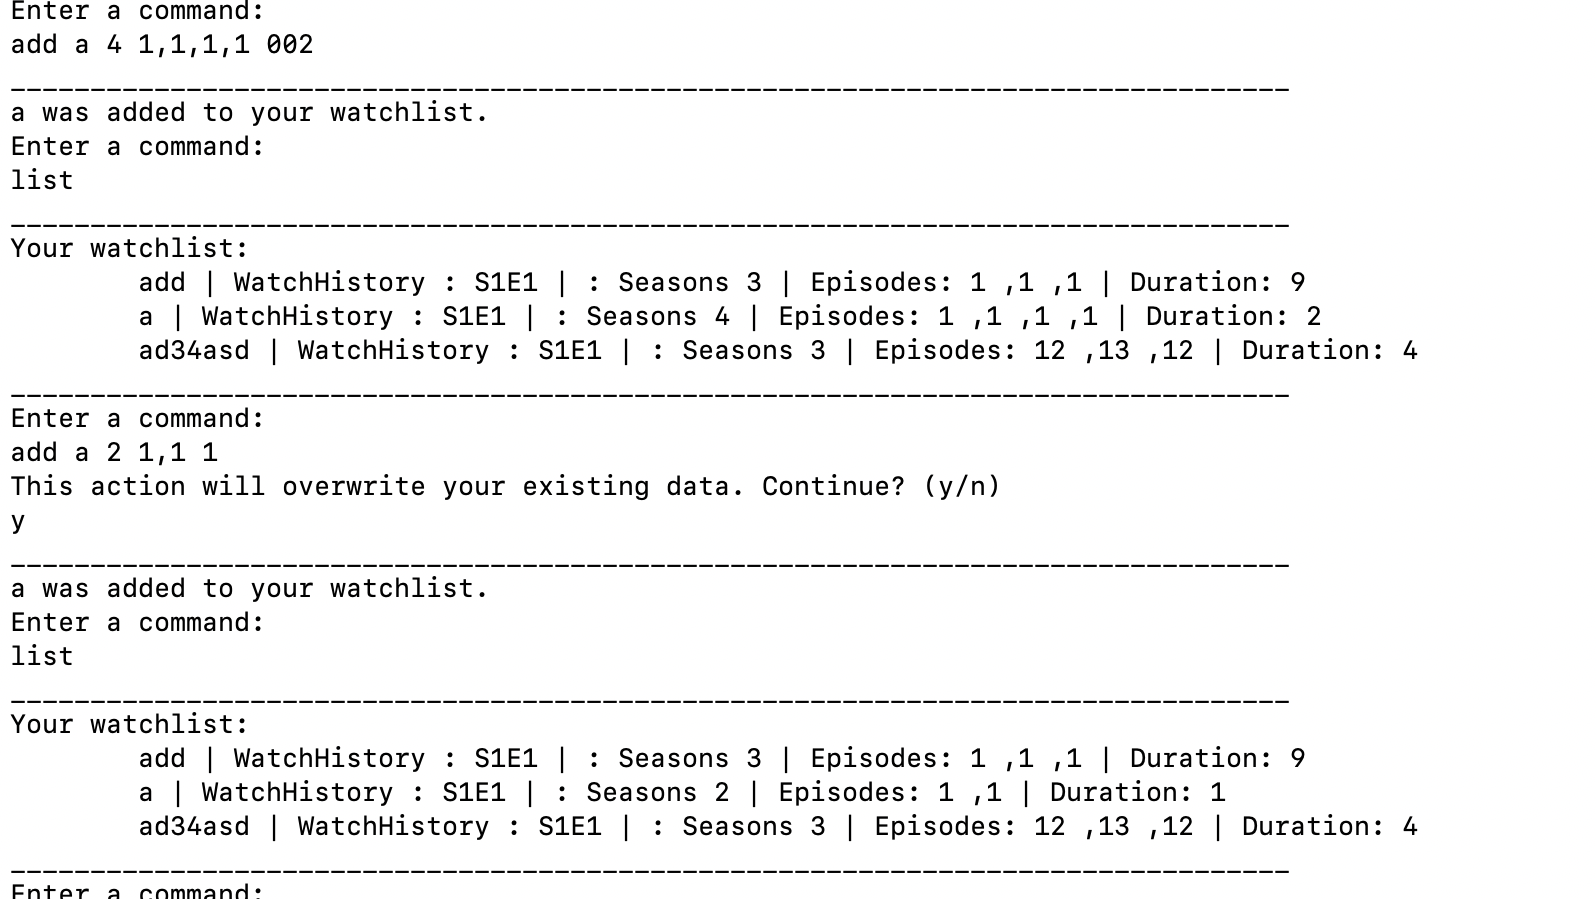 Enter a command:
add a 4 1,1,1,1 002
________________________________________________________________________________
a was added to your watchlist.
Enter a command:
list
________________________________________________________________________________
Your watchlist:
        add | WatchHistory : S1E1 | : Seasons 3 | Episodes: 1 ,1 ,1 | Duration: 9
        a | WatchHistory : S1E1 | : Seasons 4 | Episodes: 1 ,1 ,1 ,1 | Duration: 2
        ad34asd | WatchHistory : S1E1 | : Seasons 3 | Episodes: 12 ,13 ,12 | Duration: 4
________________________________________________________________________________
Enter a command:
add a 2 1,1 1
This action will overwrite your existing data. Continue? (y/n)
y
________________________________________________________________________________
a was added to your watchlist.
Enter a command:
list
________________________________________________________________________________
Your watchlist:
        add | WatchHistory : S1E1 | : Seasons 3 | Episodes: 1 ,1 ,1 | Duration: 9
        a | WatchHistory : S1E1 | : Seasons 2 | Episodes: 1 ,1 | Duration: 1
        ad34asd | WatchHistory : S1E1 | : Seasons 3 | Episodes: 12 ,13 ,12 | Duration: 4
________________________________________________________________________________
Enter a command: